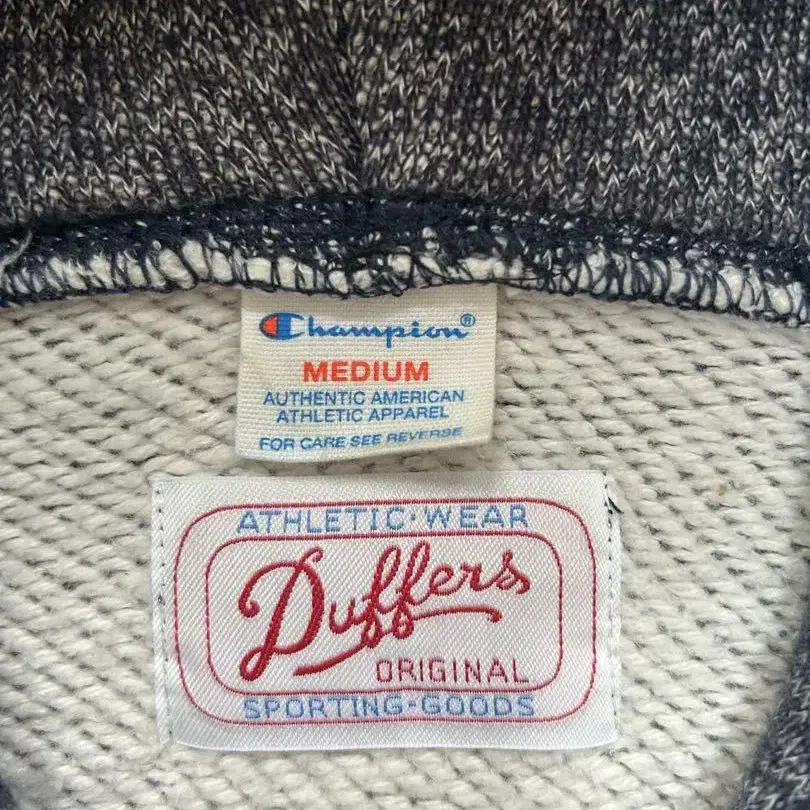 Champion®
MEDIUM
AUTHENTIC AMERICAN
ATHLETIC APPAREL
FOR CARE SEE REVERSE
ATHLETIC·WEAR
Duffers
ORIGINAL
SPORTING-GOODS